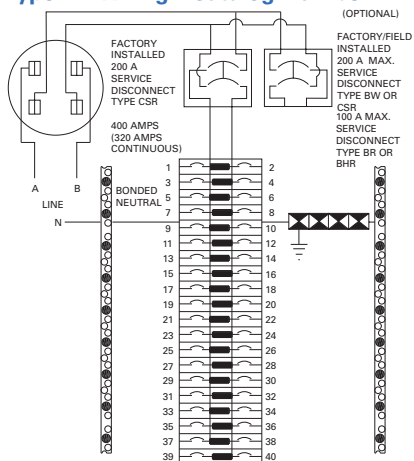 (OPTIONAL)
FACTORY
INSTALLED
200 A
SERVICE
DISCONNECT
TYPE CSR
400 AMPS
(320 AMPS
CONTINUOUS)
FACTORY/FIELD
INSTALLED
200 A MAX.
SERVICE
DISCONNECT
TYPE BW OR
CSR
100 A MAX.
SERVICE
DISCONNECT
TYPE BR OR
BHR
A B
LINE
N
BONDED
NEUTRAL
1 2
3 4
5 6
7 8
9 10
11 12
13 14
15 16
17 18
19 20
21 22
23 24
25 26
27 28
29 30
31 32
33 34
35 36
37 38
39 40